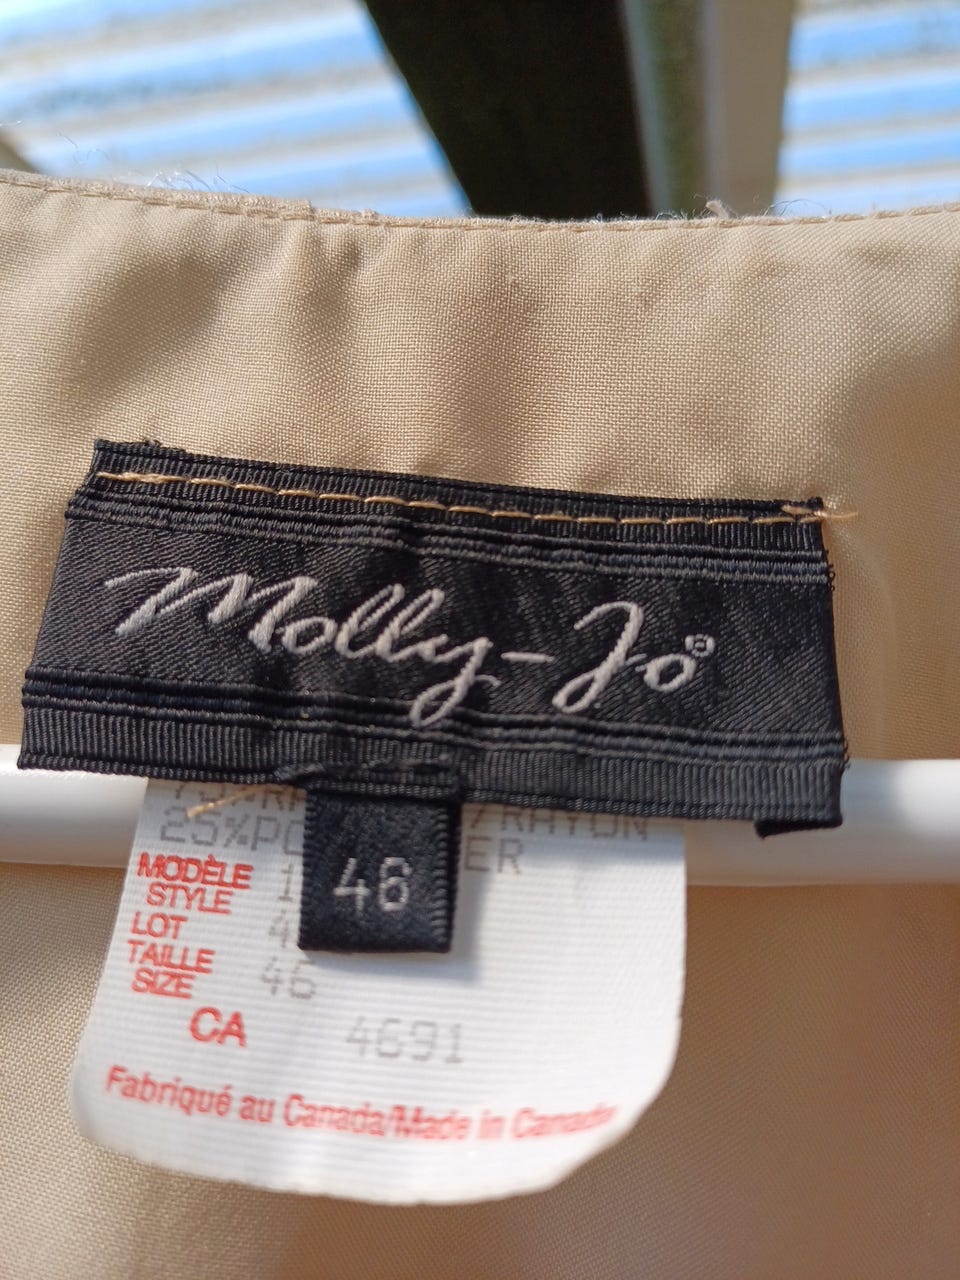 Molly-Jo®
46
/RAYON
25%PO ER
MODÈLE
STYLE
LOT
TAILLE
SIZE 46
CA 4691
Fabriqué au Canada/Made in Canada